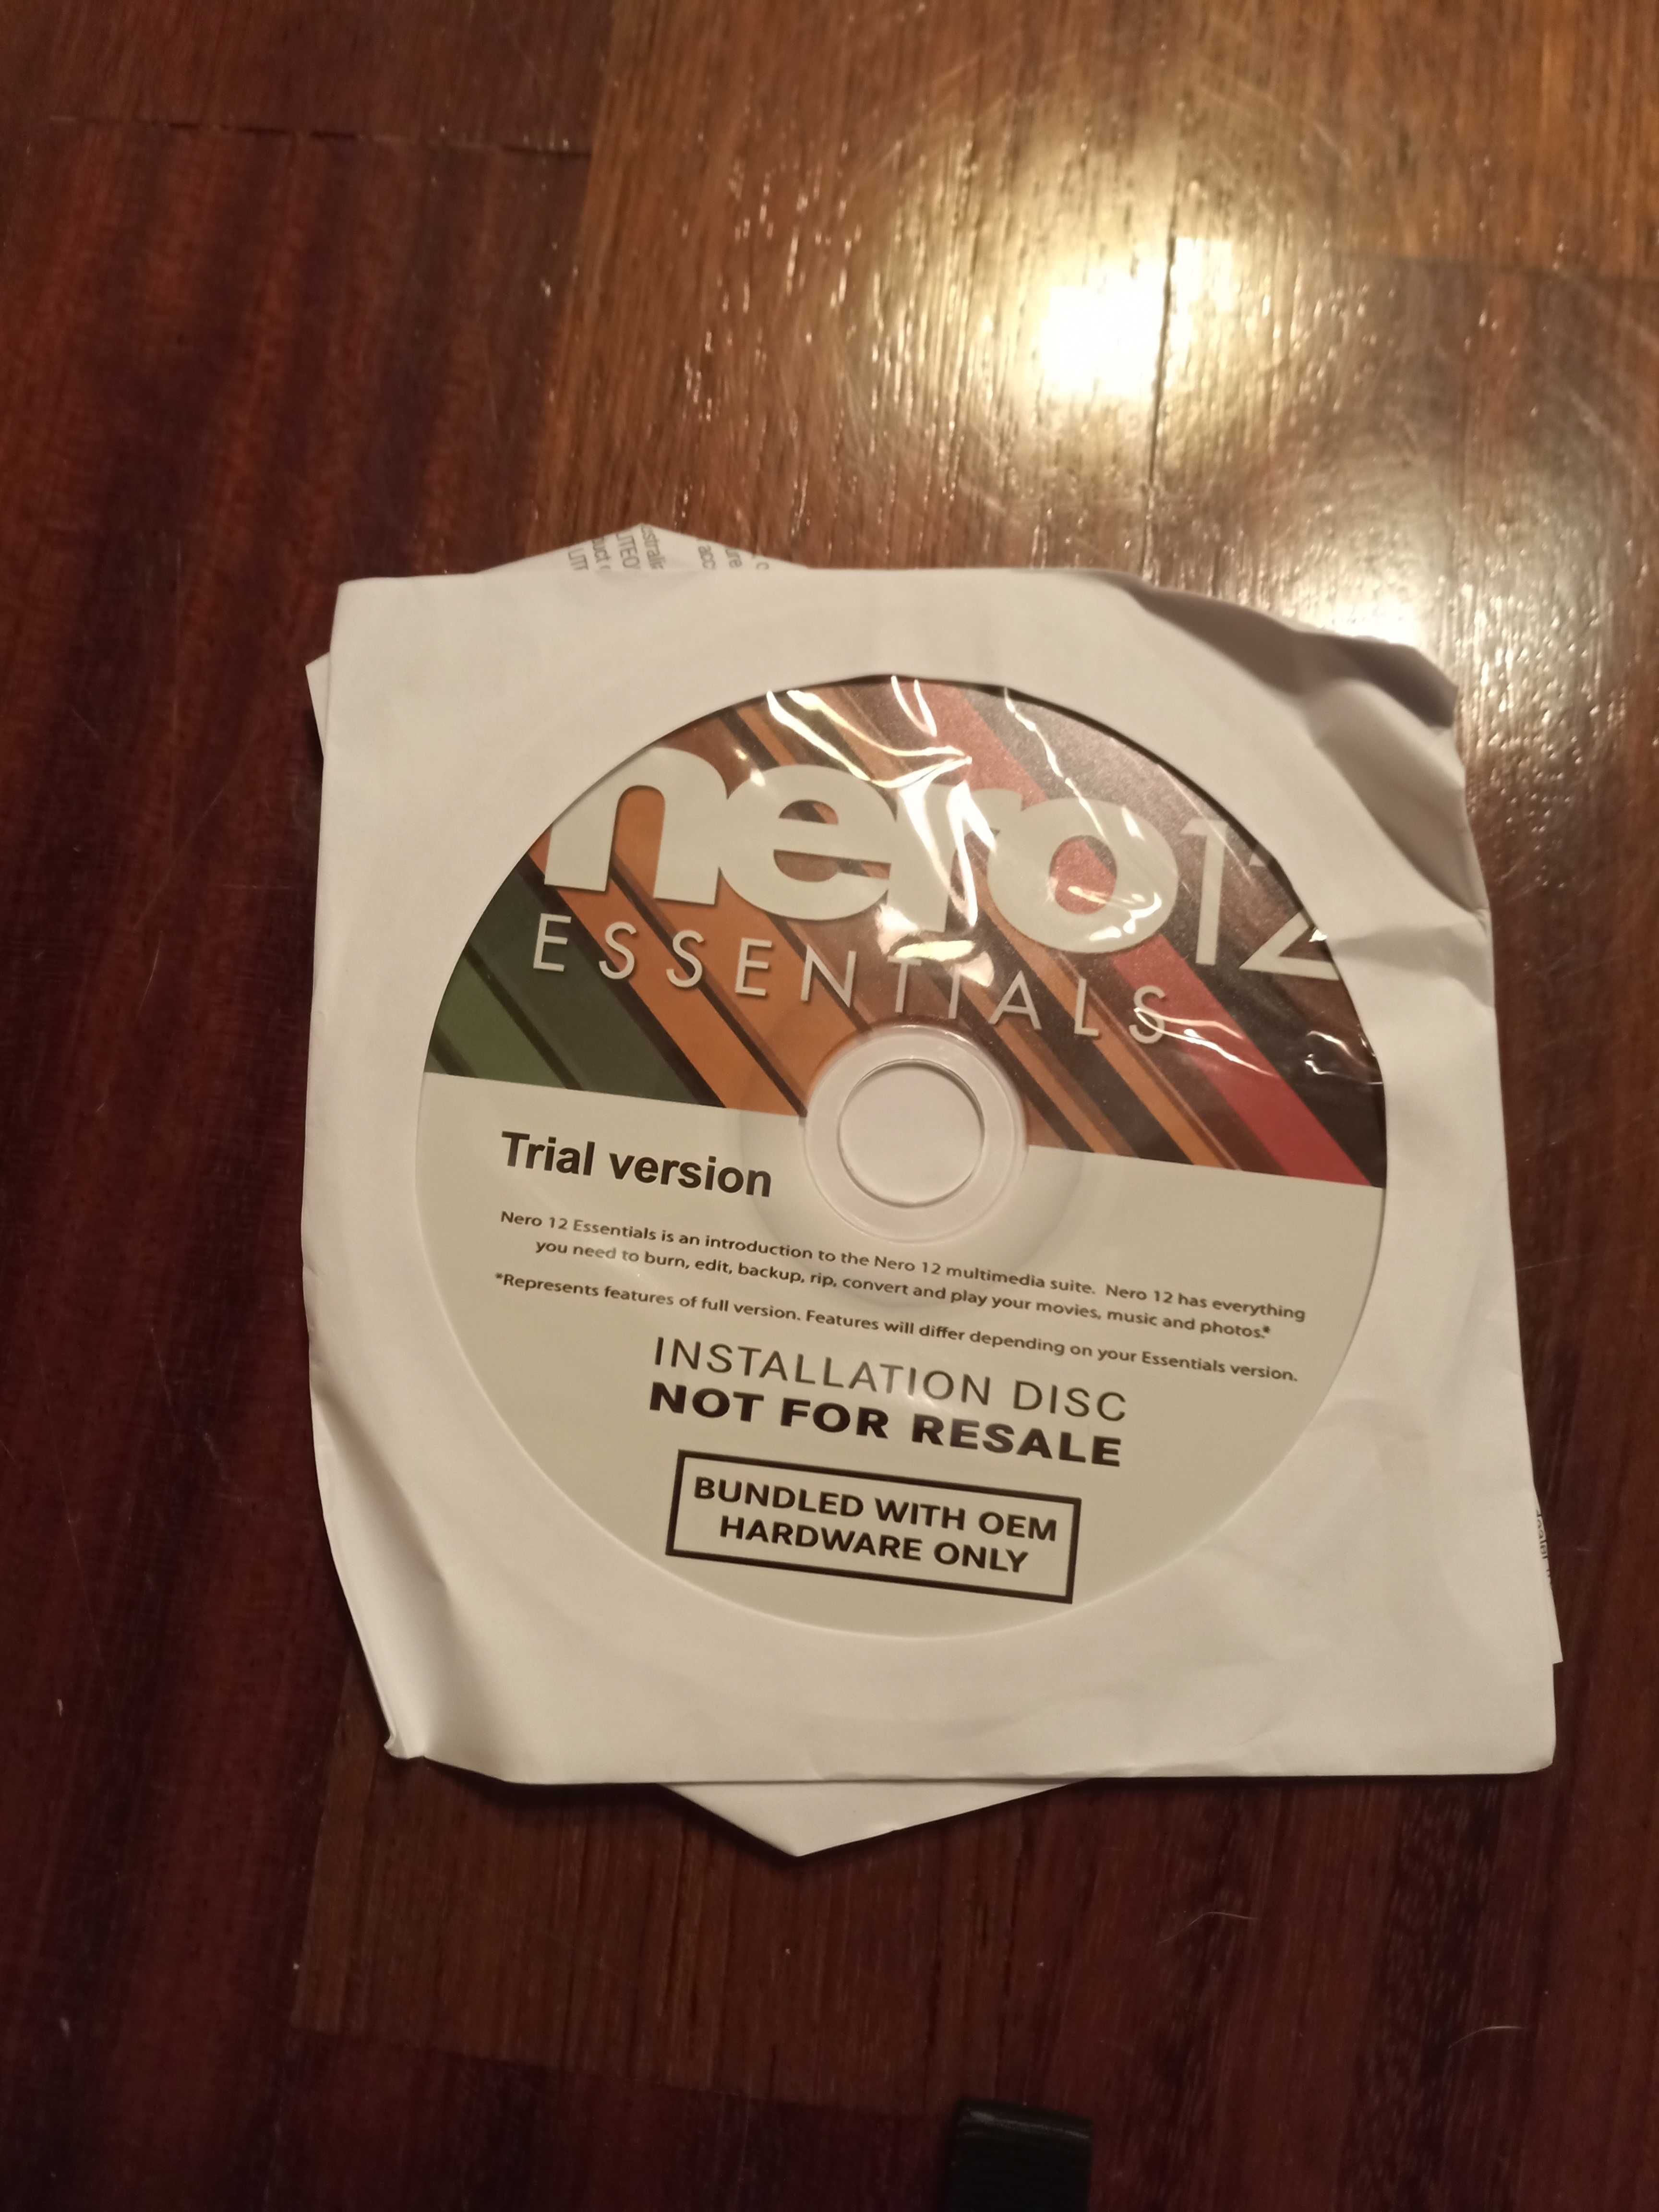 nero 12
ESSENTIALS
Trial version
Nero 12 Essentials is an introduction to the Nero 12 multimedia suite. Nero 12 has everything
you need to burn, edit, backup, rip, convert and play your movies, music and photos.*
*Represents features of full version. Features will differ depending on your Essentials version.
INSTALLATION DISC
NOT FOR RESALE
BUNDLED WITH OEM
HARDWARE ONLY